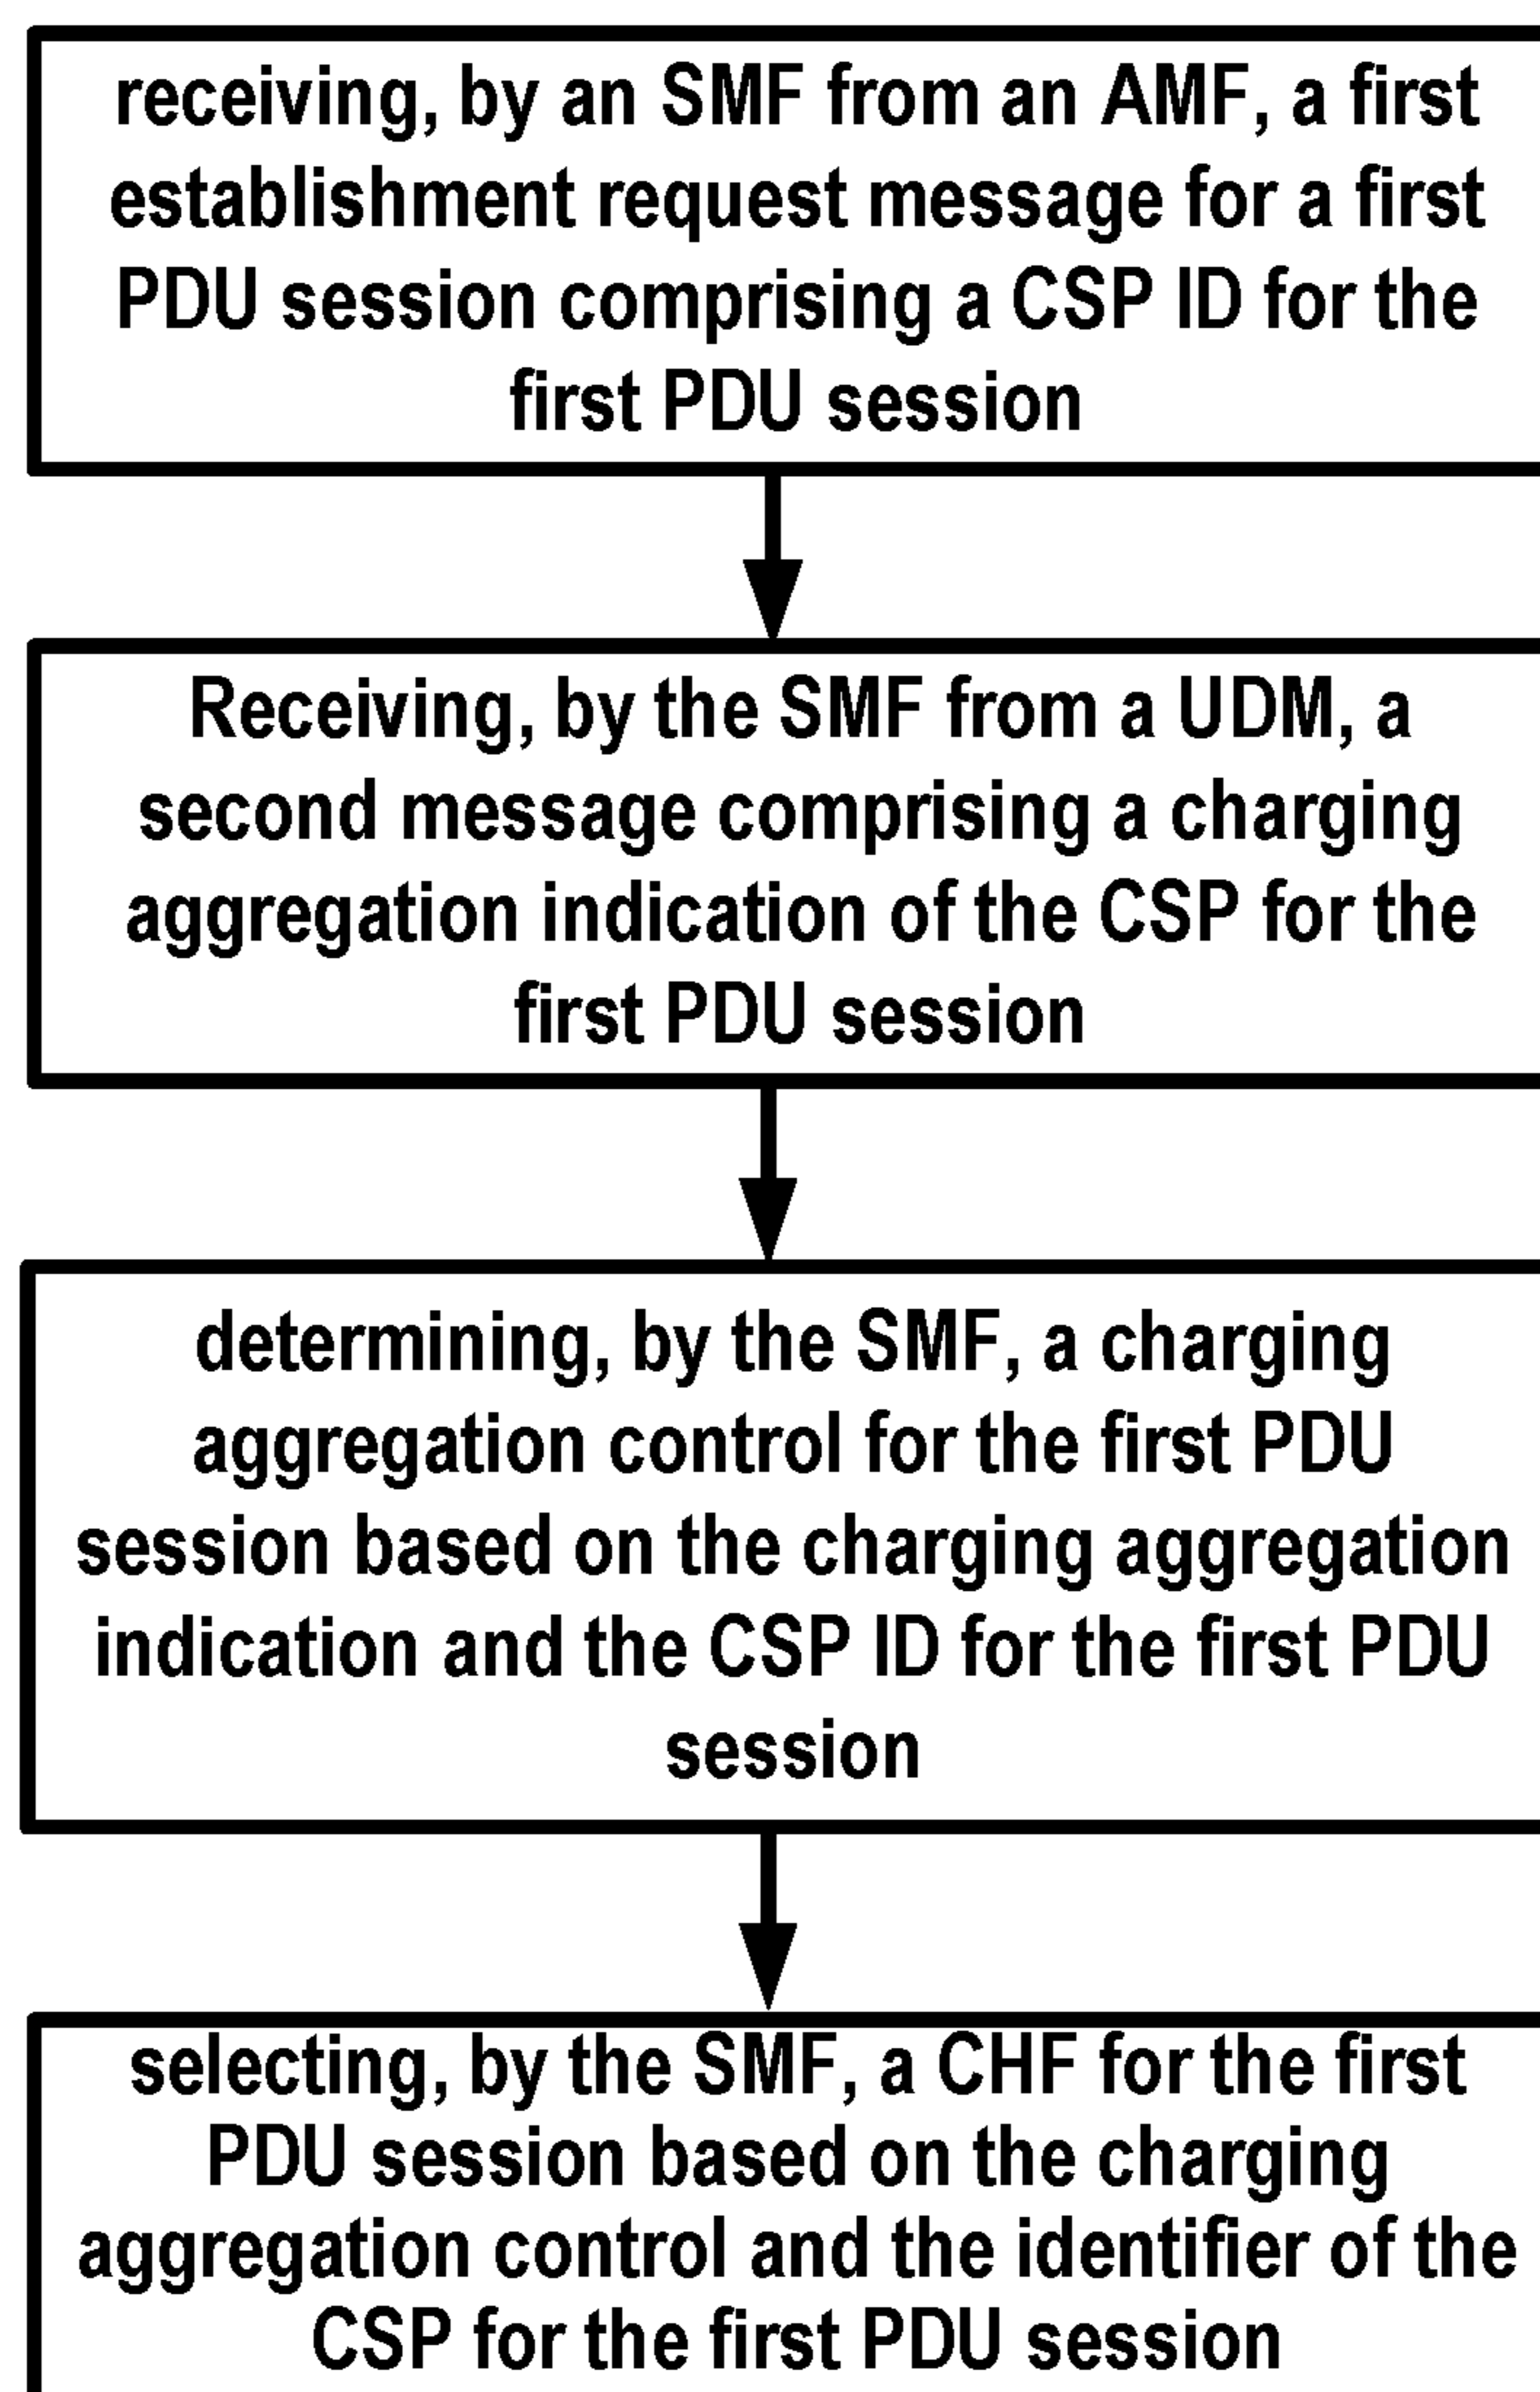 receiving, by an SMF from an AMF, a first
establishment request message for a first
PDU session comprising a CSP ID for the
first PDU session
Receiving, by the SMF from a UDM, a
second message comprising a charging
aggregation indication of the CSP for the
first PDU session
determining, by the SMF, a charging
aggregation control for the first PDU
session based on the charging aggregation
indication and the CSP ID for the first PDU
session
selecting, by the SMF, a CHF for the first
PDU session based on the charging
aggregation control and the identifier of the
CSP for the first PDU session